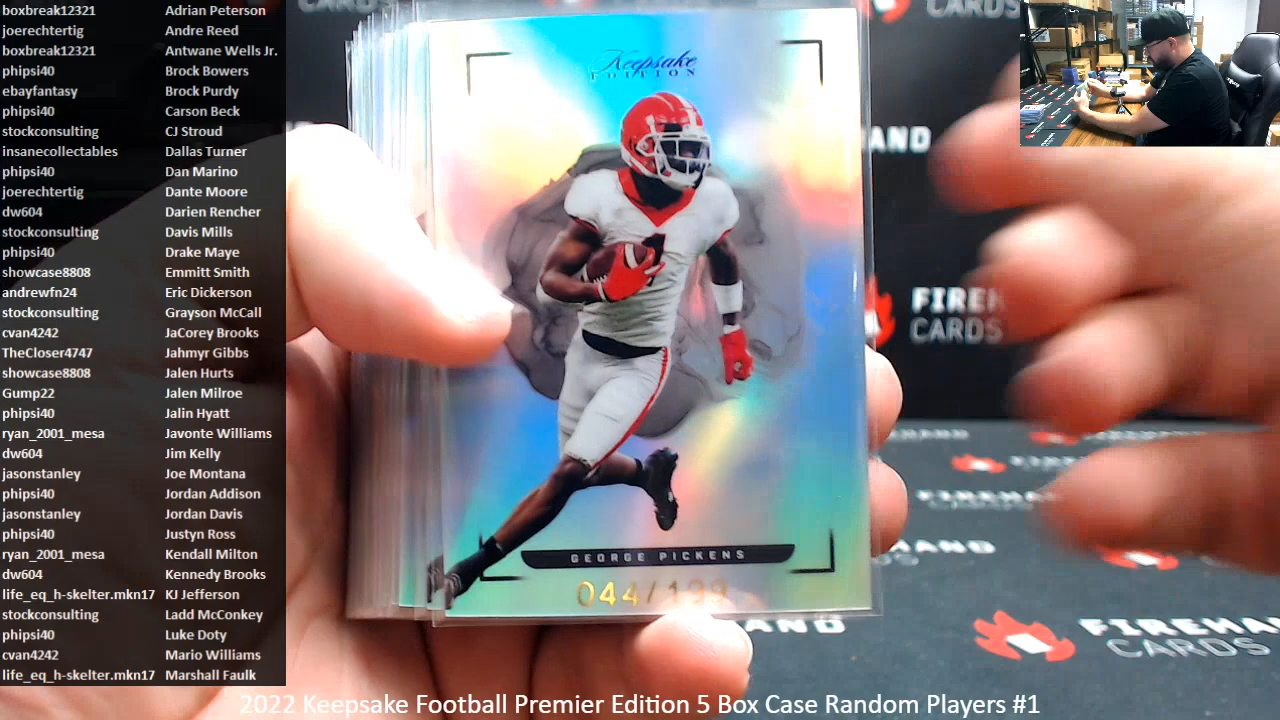 boxbreak12321 Adrian Peterson
joerechtertig Andre Reed
boxbreak12321 Antwane Wells Jr.
phipsi40 Brock Bowers
ebayfantasy Brock Purdy
phipsi40 Carson Beck
stockconsulting CJ Stroud
insanecollectables Dallas Turner
phipsi40 Dan Marino
joerechtertig Dante Moore
dw604 Darien Rencher
stockconsulting Davis Mills
phipsi40 Drake Maye
showcase8808 Emmitt Smith
andrewfn24 Eric Dickerson
stockconsulting Grayson McCall
cvan4242 JaCorey Brooks
TheCloser4747 Jahmyr Gibbs
showcase8808 Jalen Hurts
Gump22 Jalen Milroe
phipsi40 Jalin Hyatt
ryan_2001_mesa Javonte Williams
dw604 Jim Kelly
jasonstanley Joe Montana
phipsi40 Jordan Addison
jasonstanley Jordan Davis
phipsi40 Justyn Ross
ryan_2001_mesa Kendall Milton
dw604 Kennedy Brooks
life_eq_h-skelter.mkn17 KJ Jefferson
stockconsulting Ladd McConkey
phipsi40 Luke Doty
cvan4242 Mario Williams
life_eq_h-skelter.mkn17 Marshall Faulk
Keepsake
EDITION
GEORGE PICKENS
044/199
CARDS
HAND
FIREH
CARDS
FIREHAND
CARDS
2022 Keepsake Football Premier Edition 5 Box Case Random Players #1